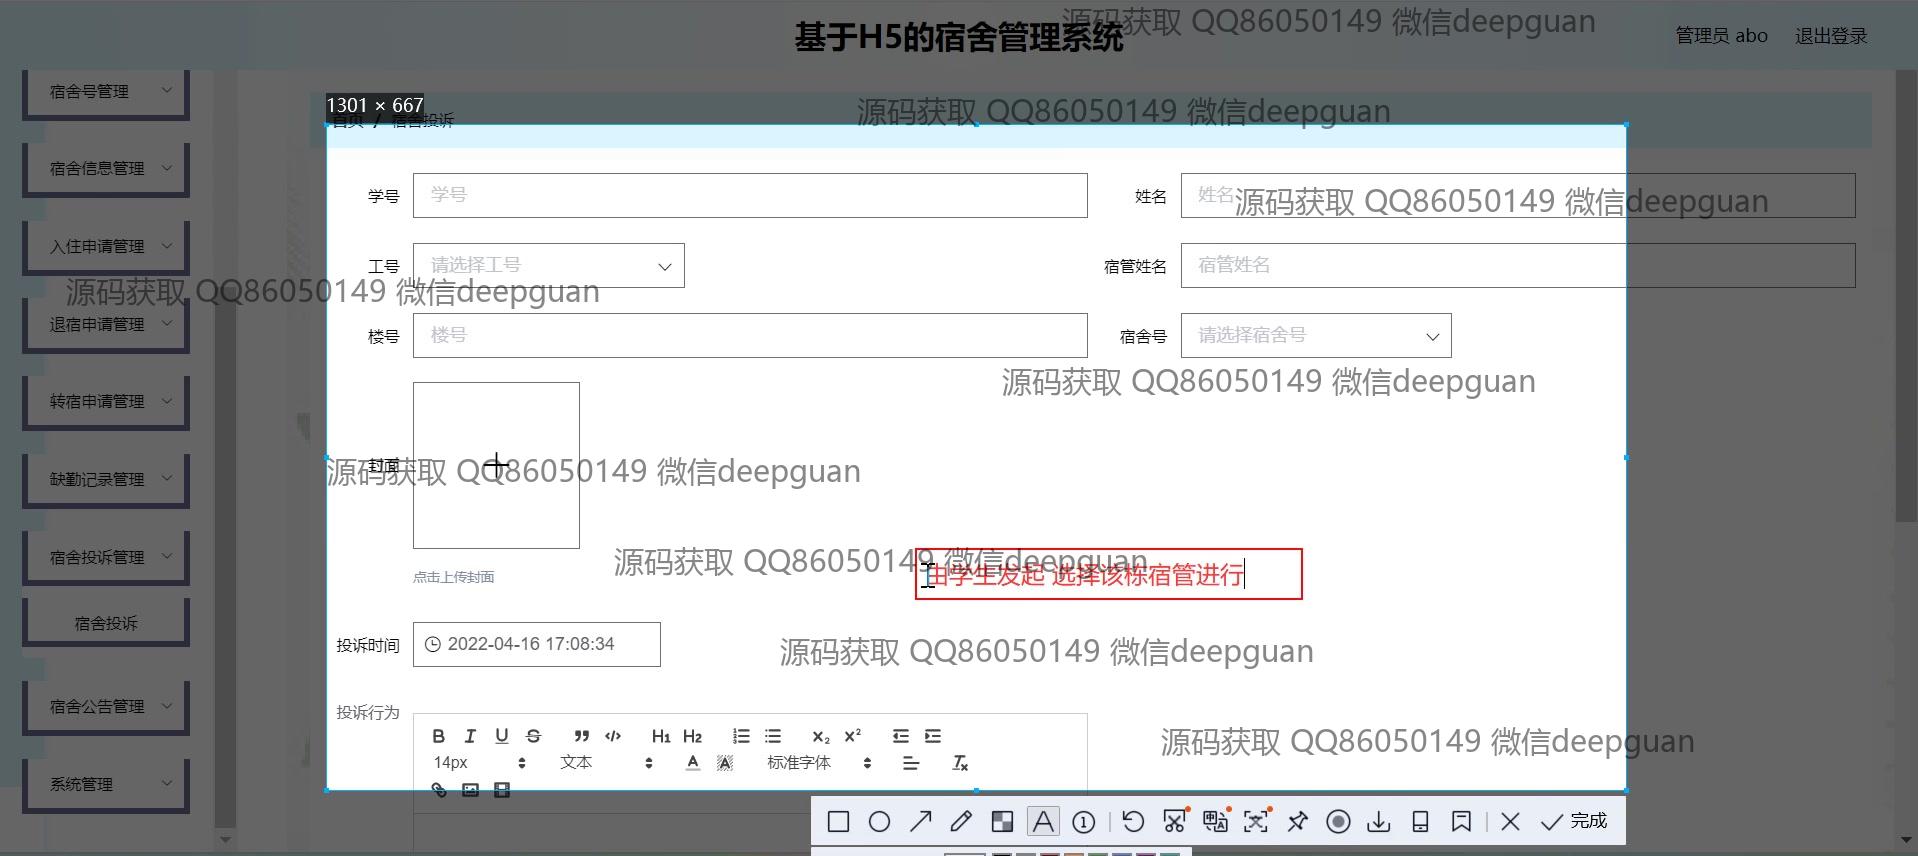 基于H5的宿舍管理系统
源码获取 QQ86050149 微信deepguan
管理员 abo
退出登录
宿舍号管理
1301 × 667
源码获取 QQ86050149 微信deepguan
首页 / 宿舍投诉
宿舍信息管理
学号 学号
姓名 姓名
源码获取 QQ86050149 微信deepguan
入住申请管理
工号 请选择工号
宿管姓名 宿管姓名
源码获取 QQ86050149 微信deepguan
退宿申请管理
楼号 楼号
宿舍号 请选择宿舍号
源码获取 QQ86050149 微信deepguan
转宿申请管理
封面
源码获取 QQ86050149 微信deepguan
缺勤记录管理
源码获取 QQ86050149 微信deepguan
宿舍投诉管理
点击上传封面
由学生发起 选择该栋宿管进行
宿舍投诉
投诉时间 2022-04-16 17:08:34
源码获取 QQ86050149 微信deepguan
宿舍公告管理
投诉行为
B I U S H1 H2 X₂ X²
源码获取 QQ86050149 微信deepguan
14px 文本 A A 标准字体
系统管理
A 1 完成